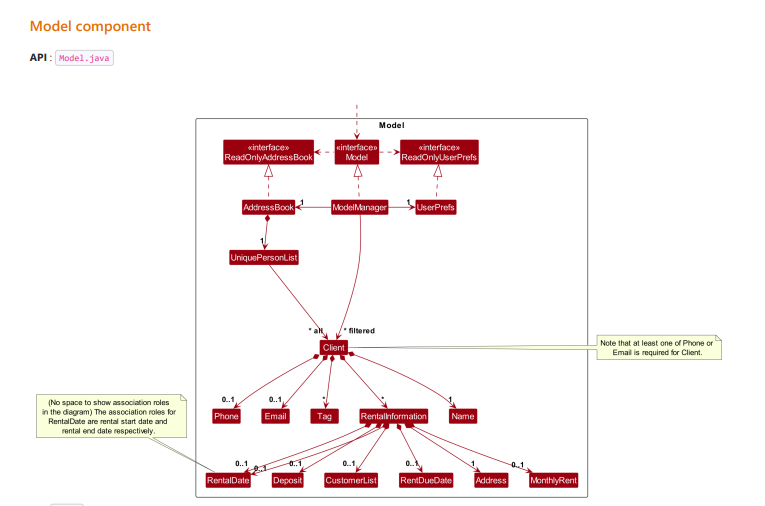 Model component
API : Model.java
Model
«interface»
ReadOnlyAddressBook
«interface»
Model
«interface»
ReadOnlyUserPrefs
AddressBook
1
ModelManager
1
UserPrefs
1
UniquePersonList
* all
* filtered
Client
Note that at least one of Phone or
Email is required for Client.
0..1
0..1
*
*
1
Phone
Email
Tag
RentalInformation
Name
(No space to show association roles
in the diagram) The association roles for
RentalDate are rental start date and
rental end date respectively.
0..1
0..1
0..1
0..1
0..1
1
0..1
RentalDate
Deposit
CustomerList
RentDueDate
Address
MonthlyRent